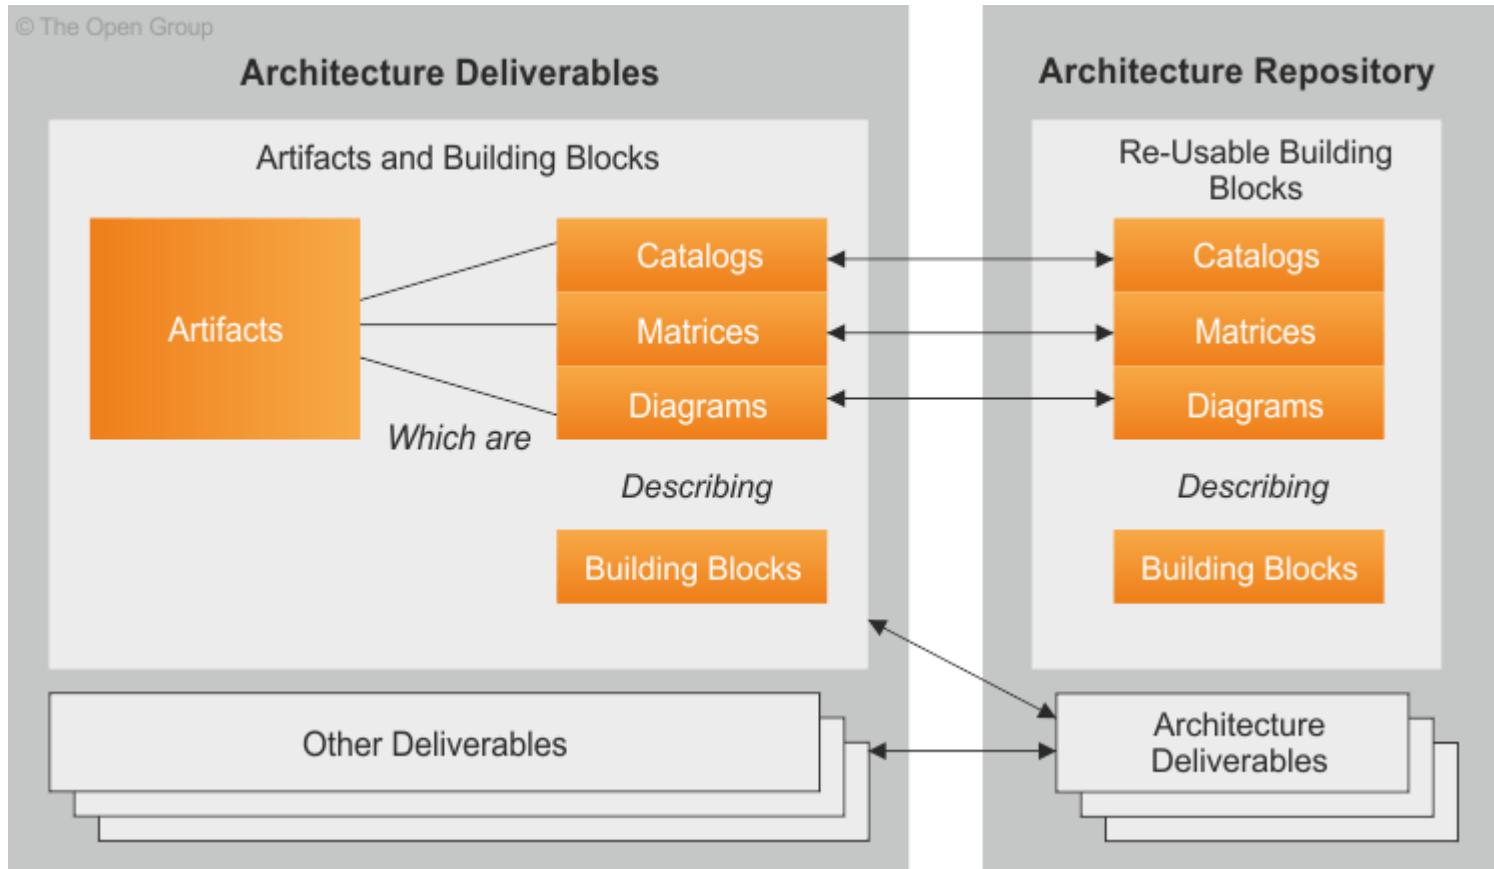 © The Open Group
Architecture Deliverables
Artifacts and Building Blocks
Artifacts
Which are
Catalogs
Matrices
Diagrams
Describing
Building Blocks
Other Deliverables
Architecture Repository
Re-Usable Building
Blocks
Catalogs
Matrices
Diagrams
Describing
Building Blocks
Architecture
Deliverables